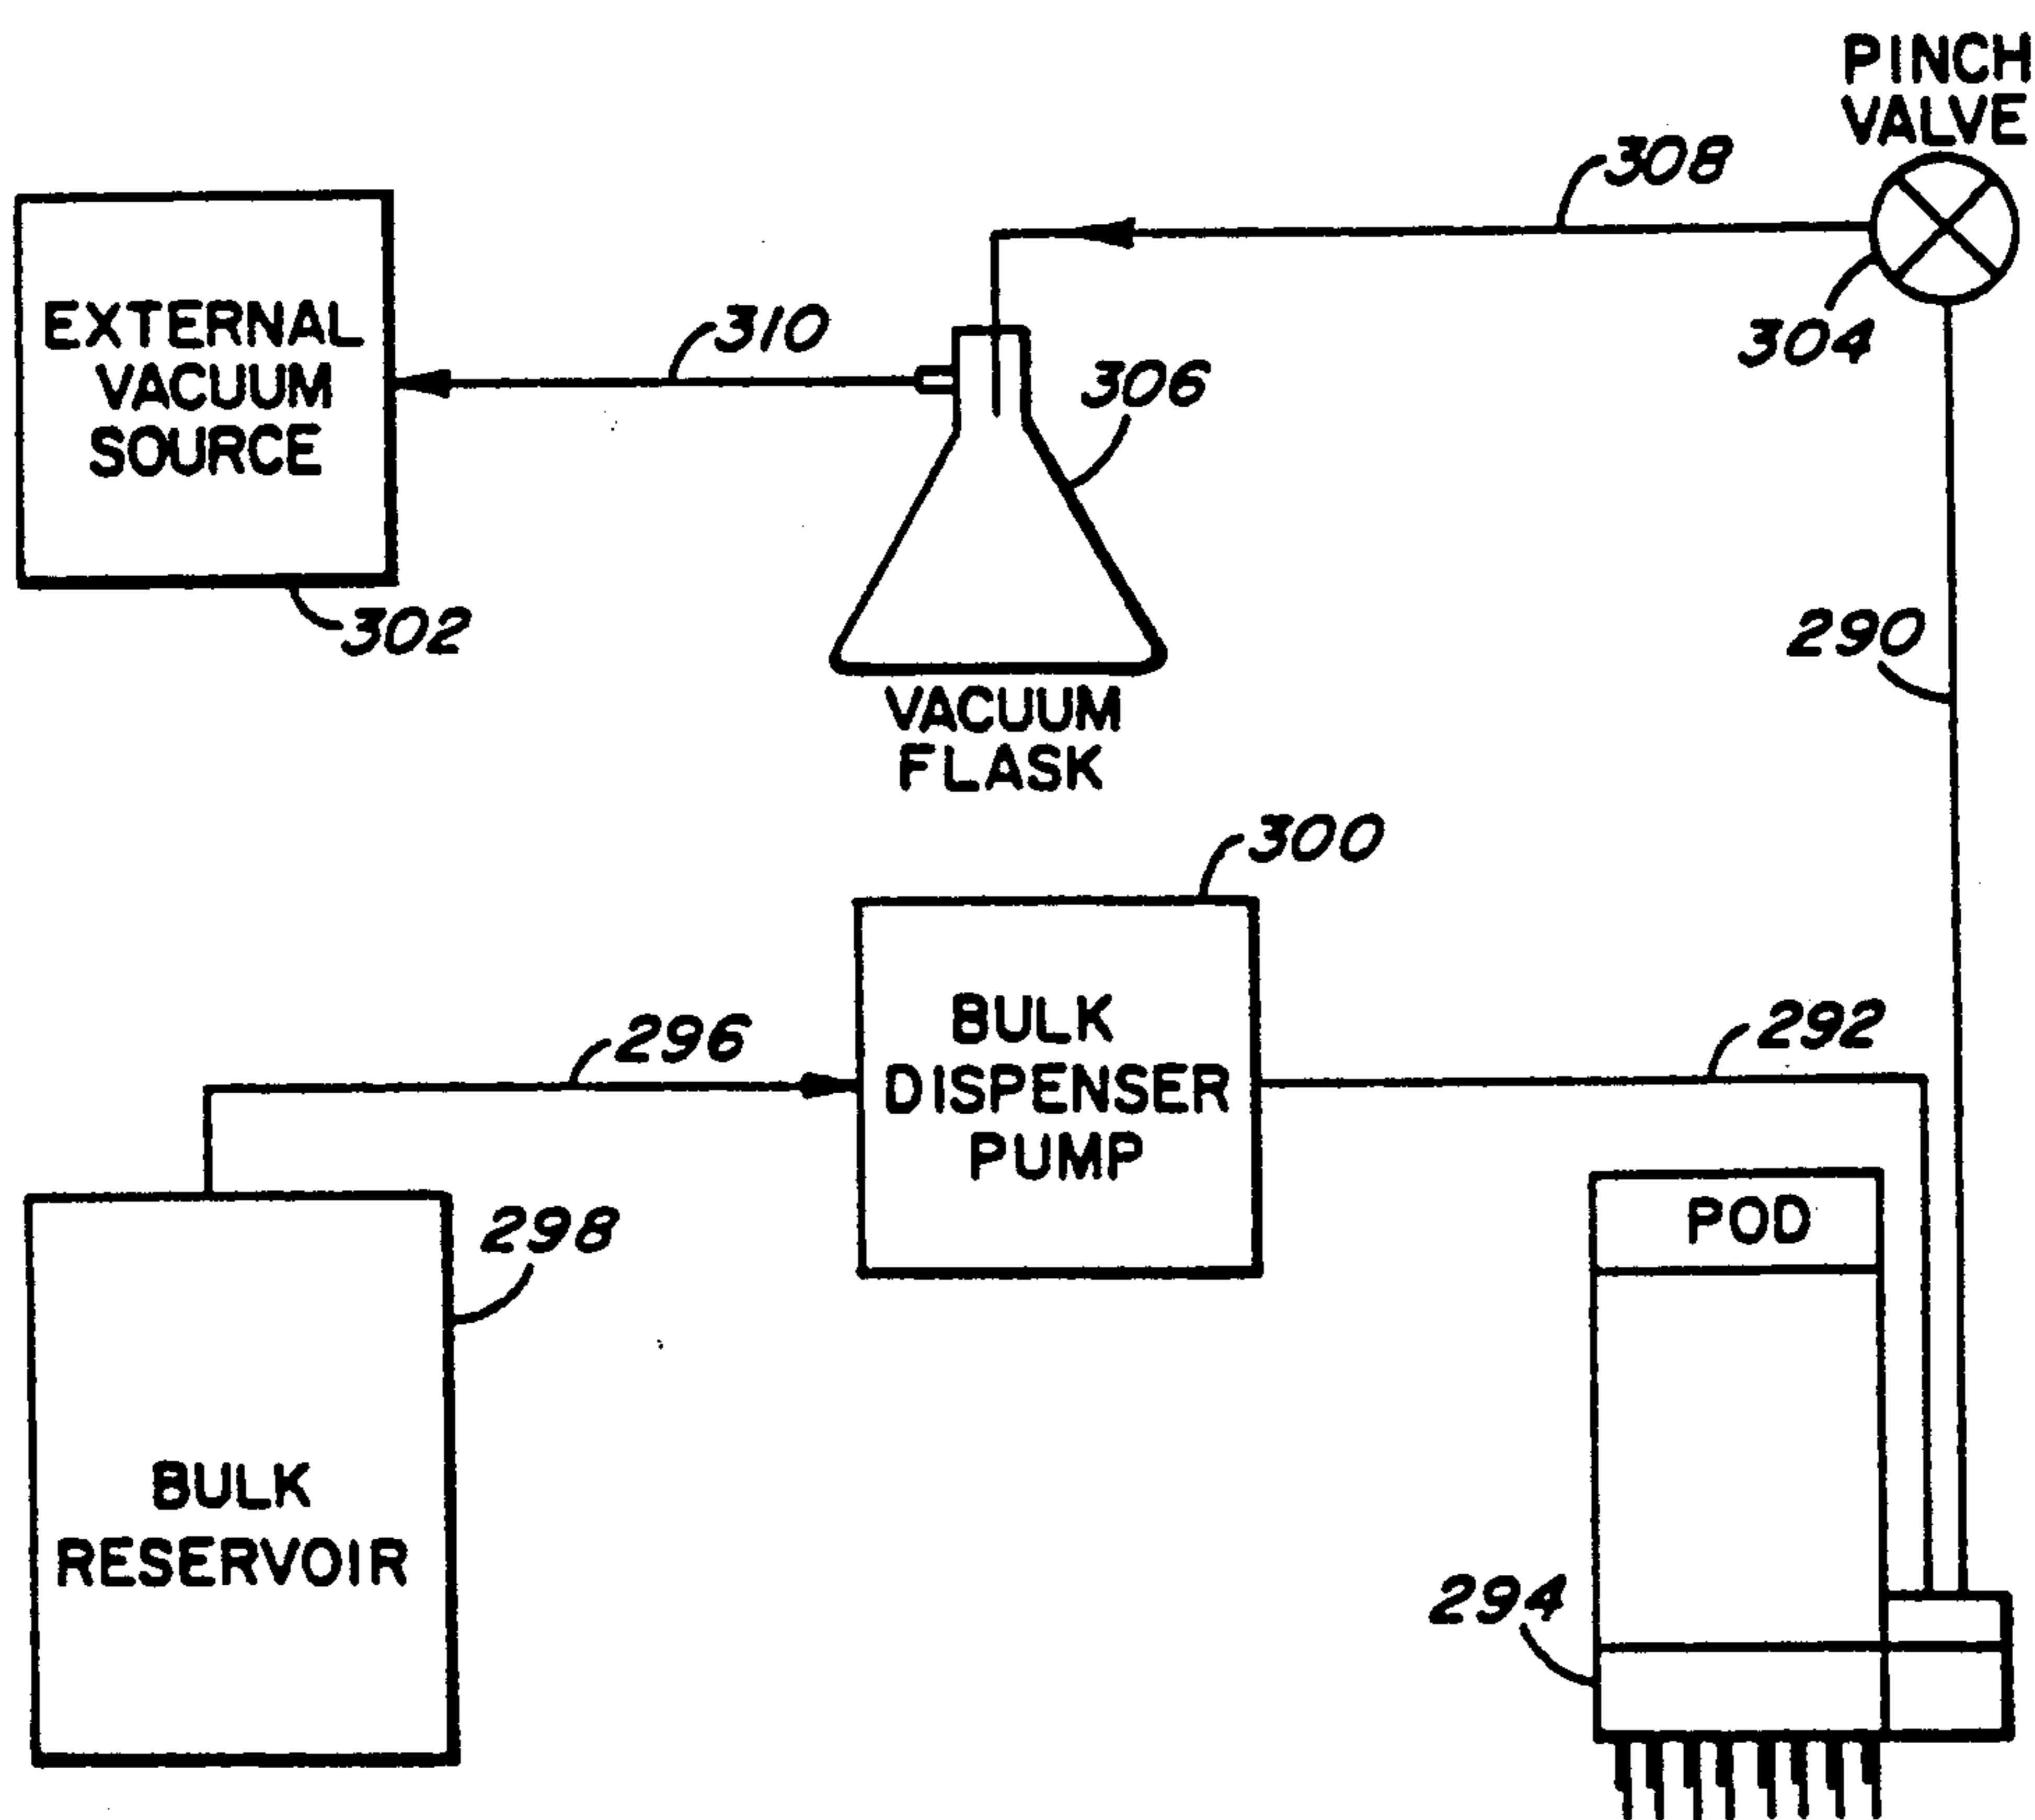 PINCH
VALVE
308
304
EXTERNAL
VACUUM
SOURCE
302
310
306
VACUUM
FLASK
290
300
BULK
DISPENSER
PUMP
296
292
298
BULK
RESERVOIR
POD
294